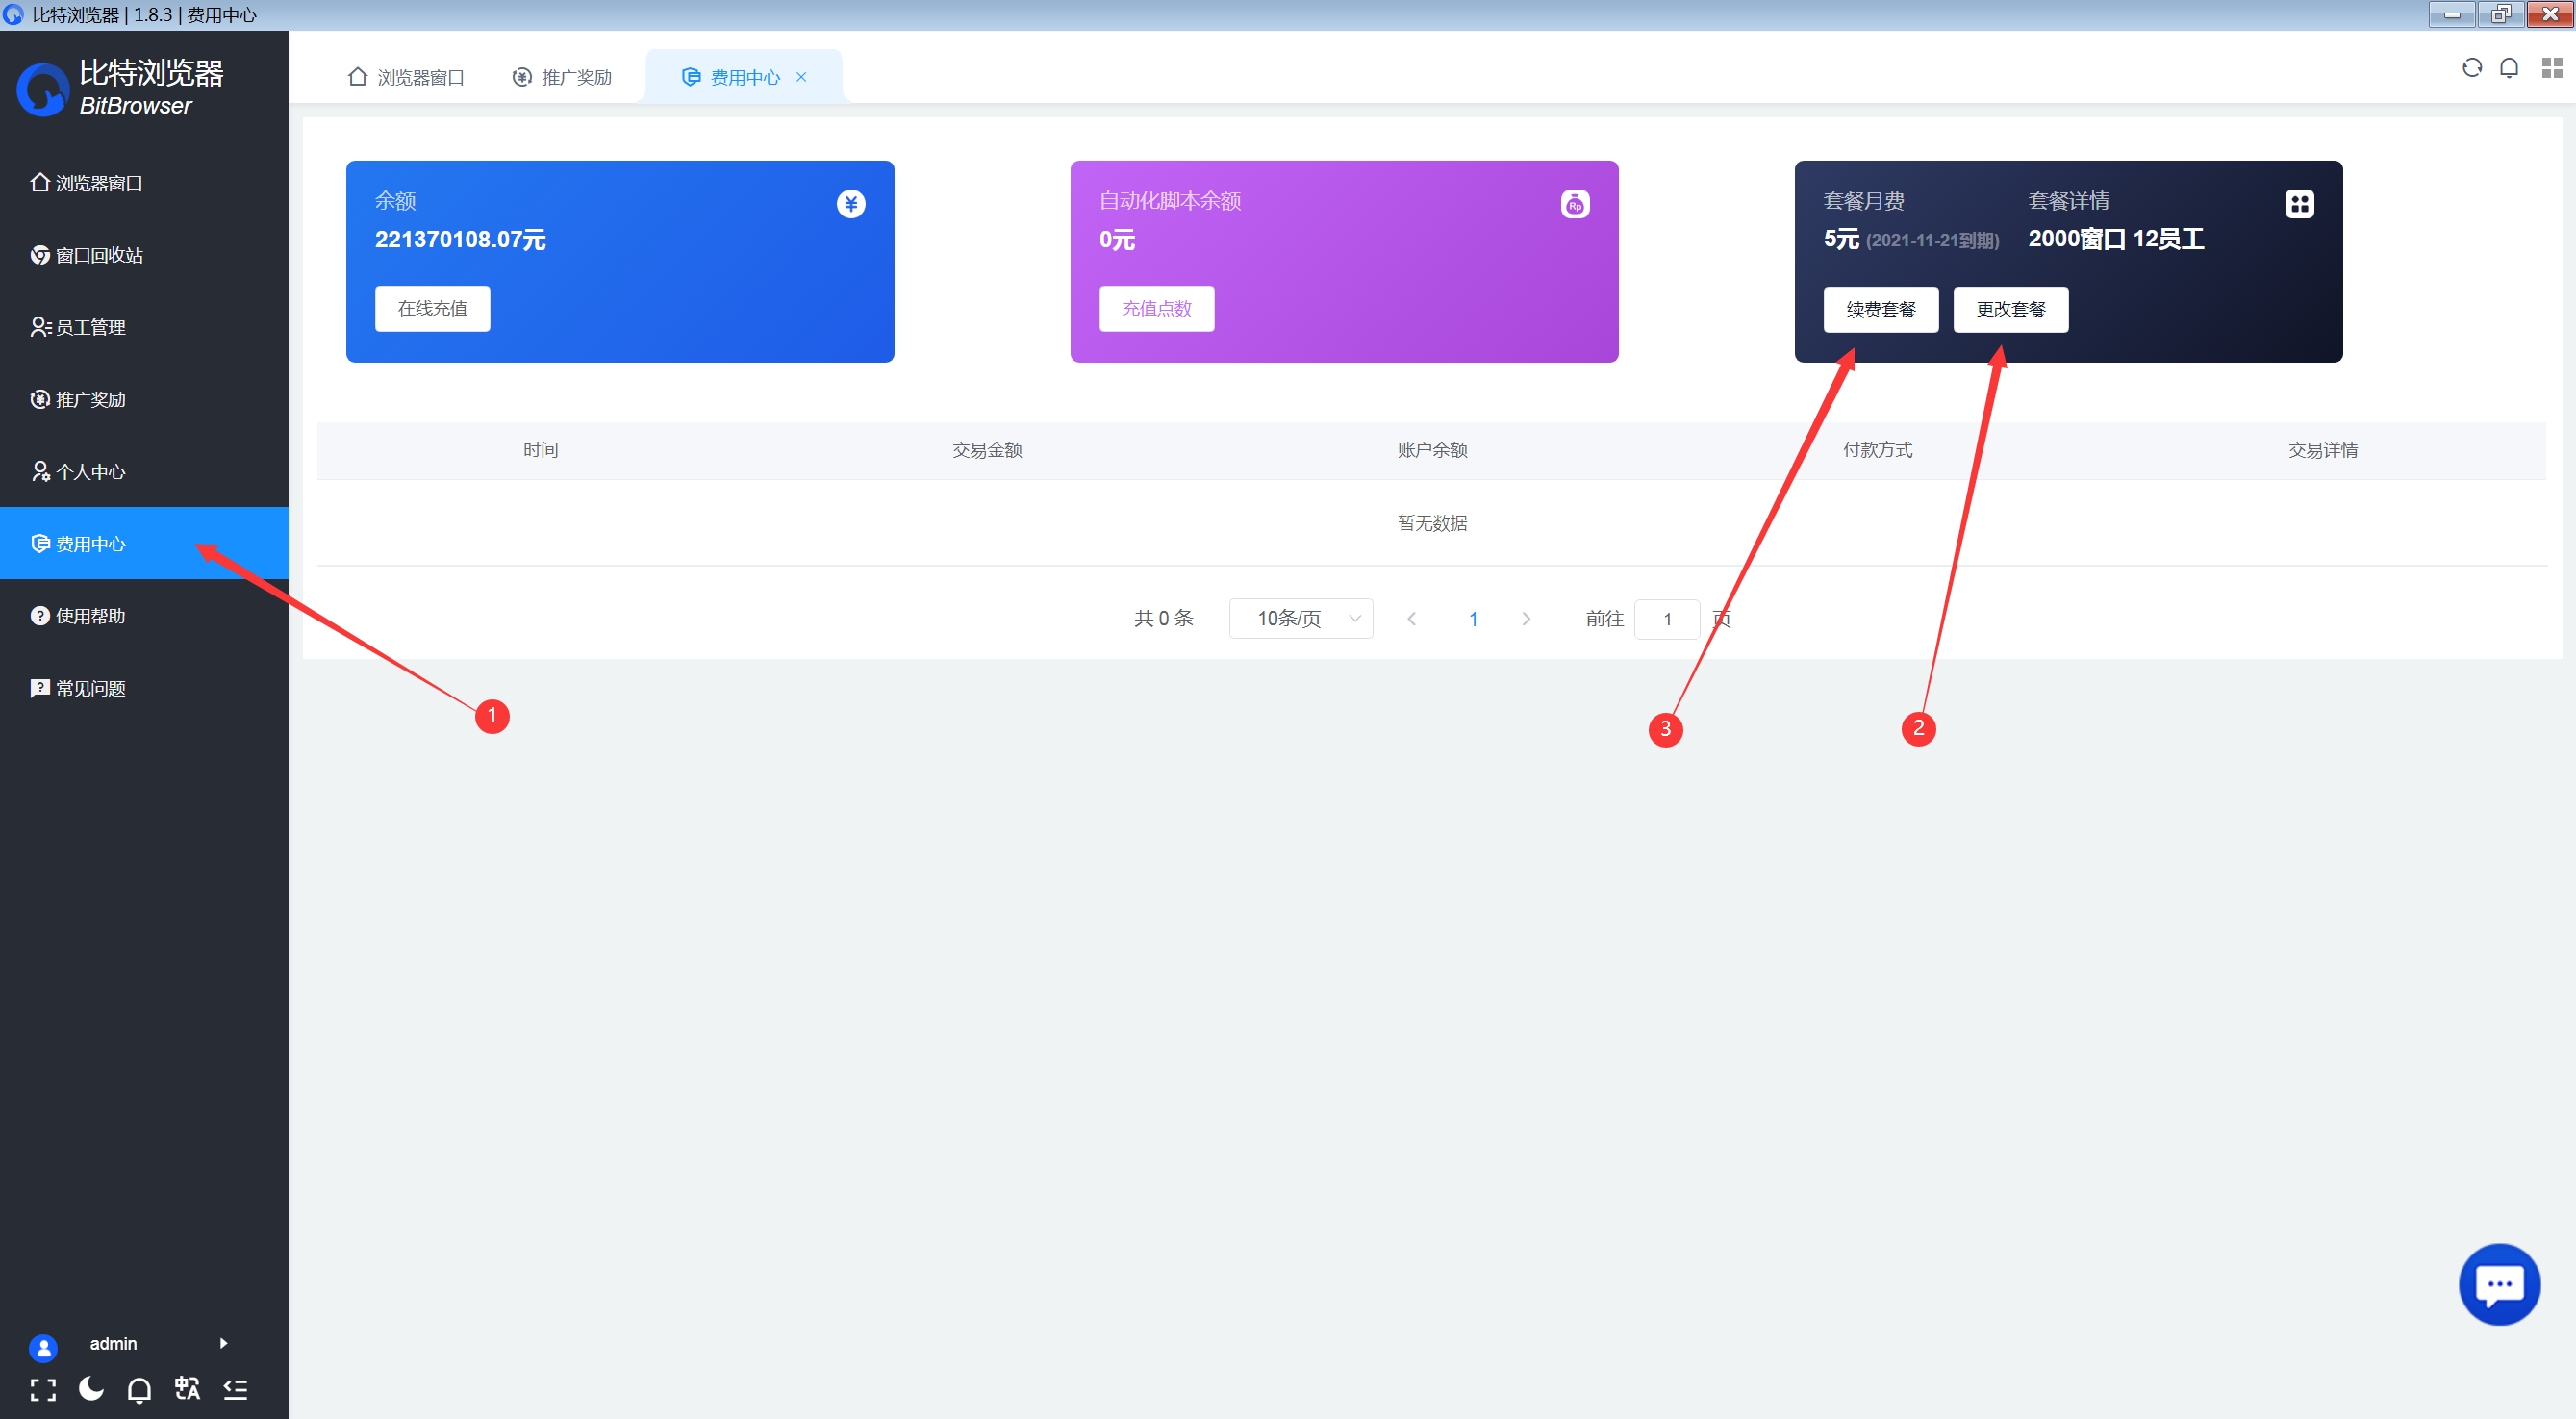 比特浏览器 | 1.8.3 | 费用中心
比特浏览器
BitBrowser
浏览器窗口
窗口回收站
员工管理
推广奖励
个人中心
费用中心
使用帮助
常见问题
admin
浏览器窗口 推广奖励 费用中心
余额
221370108.07元
在线充值
自动化脚本余额
Rp
0元
充值点数
套餐月费 套餐详情
5元 (2021-11-21到期) 2000窗口 12员工
续费套餐 更改套餐
时间 交易金额 账户余额 付款方式 交易详情
暂无数据
共 0 条 10条/页 1 前往 1 页
1
3
2